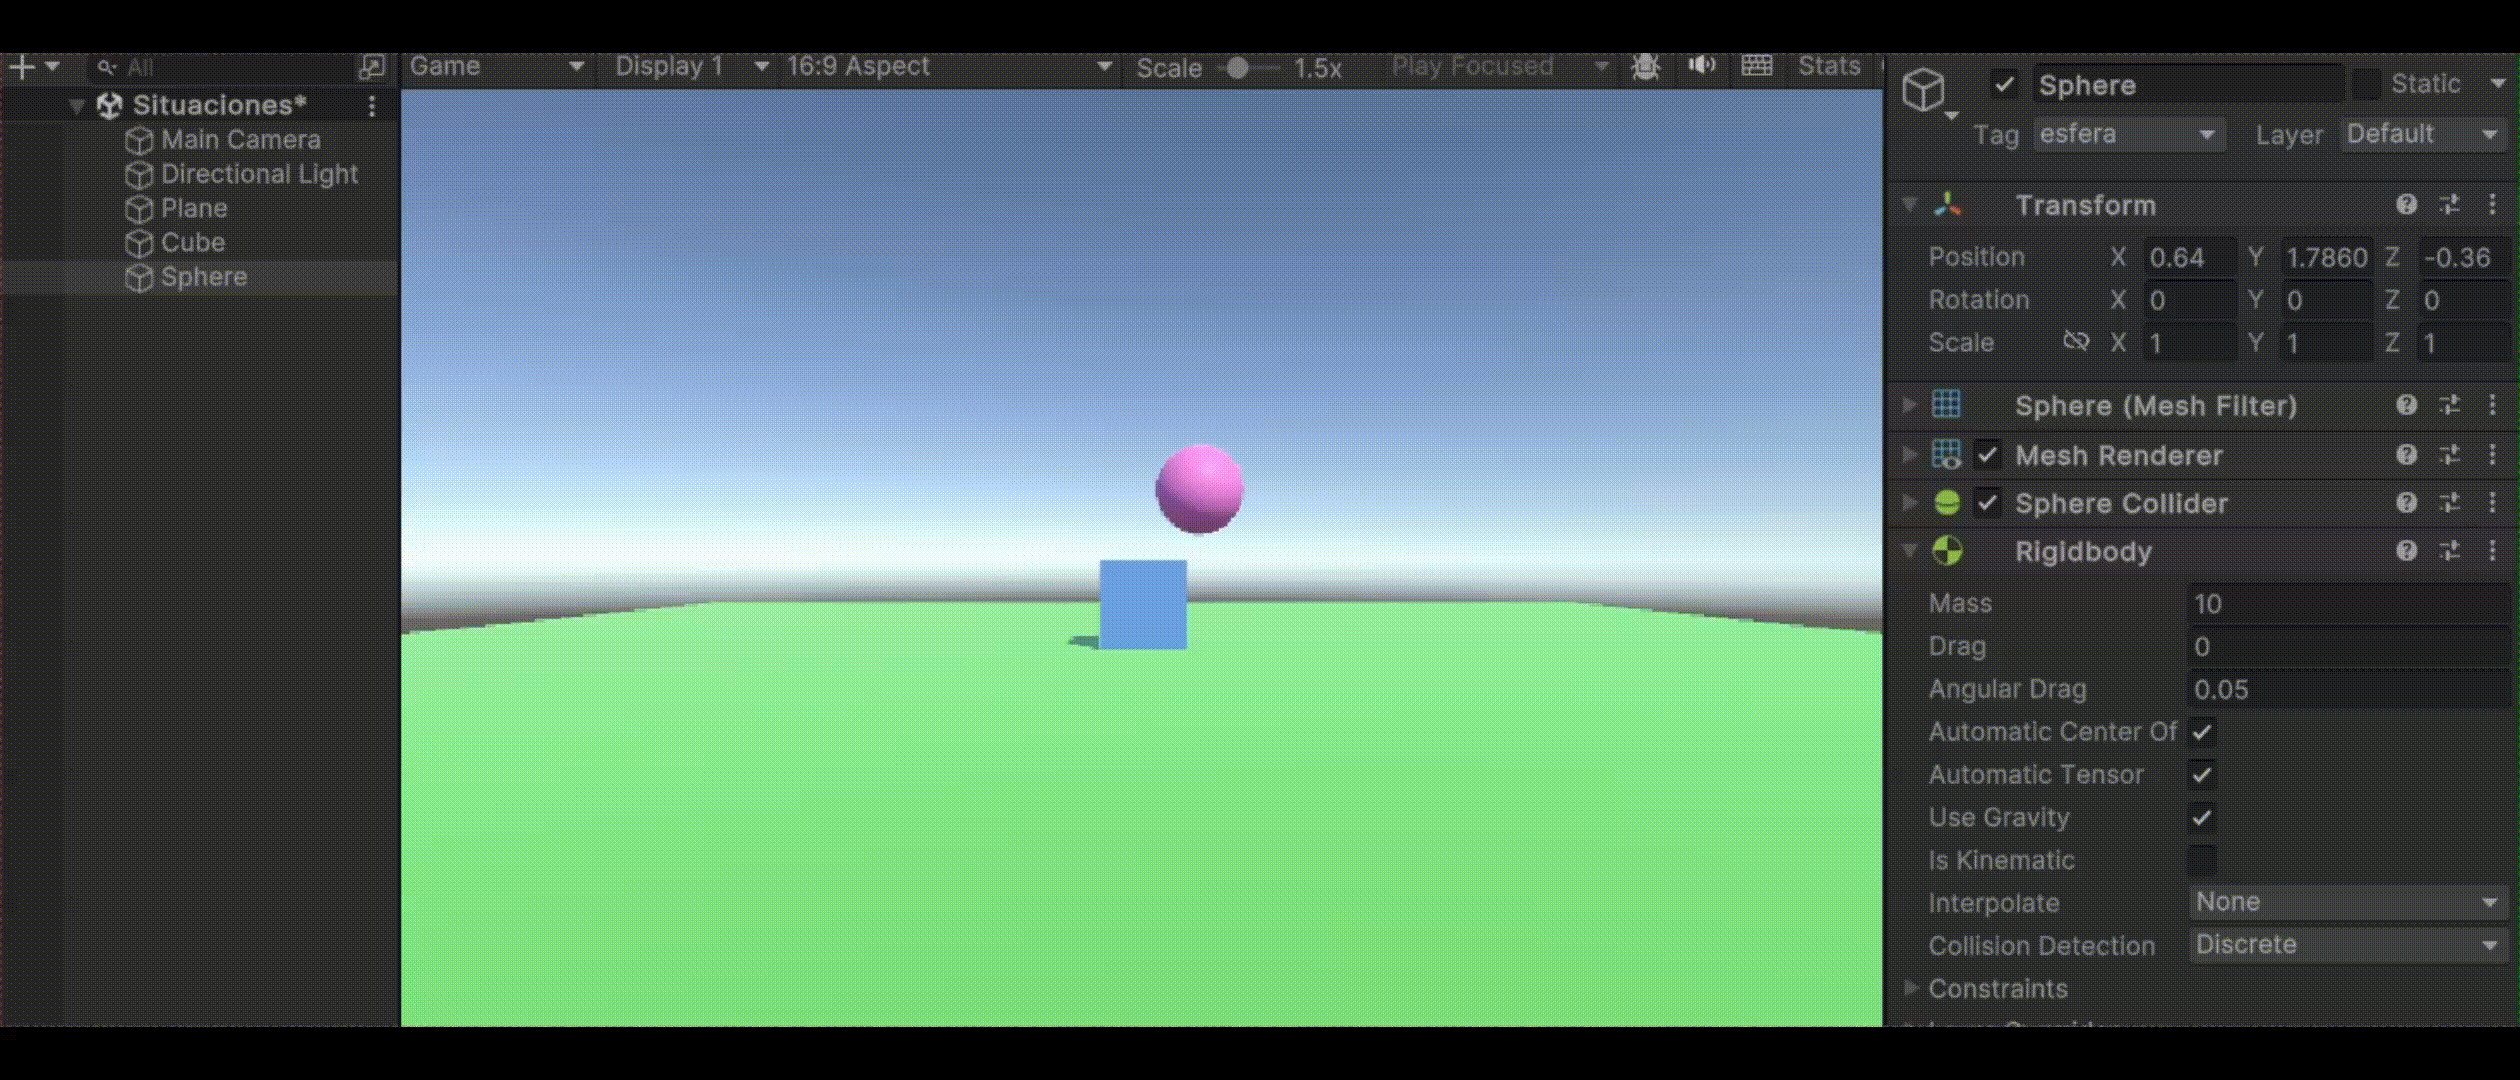 All
Game Display 1 16:9 Aspect Scale 1.5x Play Focused Stats
Situaciones*
Main Camera
Directional Light
Plane
Cube
Sphere
Sphere Static
Tag esfera Layer Default
Transform
Position X 0.64 Y 1.7860 Z -0.36
Rotation X 0 Y 0 Z 0
Scale X 1 Y 1 Z 1
Sphere (Mesh Filter)
Mesh Renderer
Sphere Collider
Rigidbody
Mass 10
Drag 0
Angular Drag 0.05
Automatic Center Of
Automatic Tensor
Use Gravity
Is Kinematic
Interpolate None
Collision Detection Discrete
Constraints